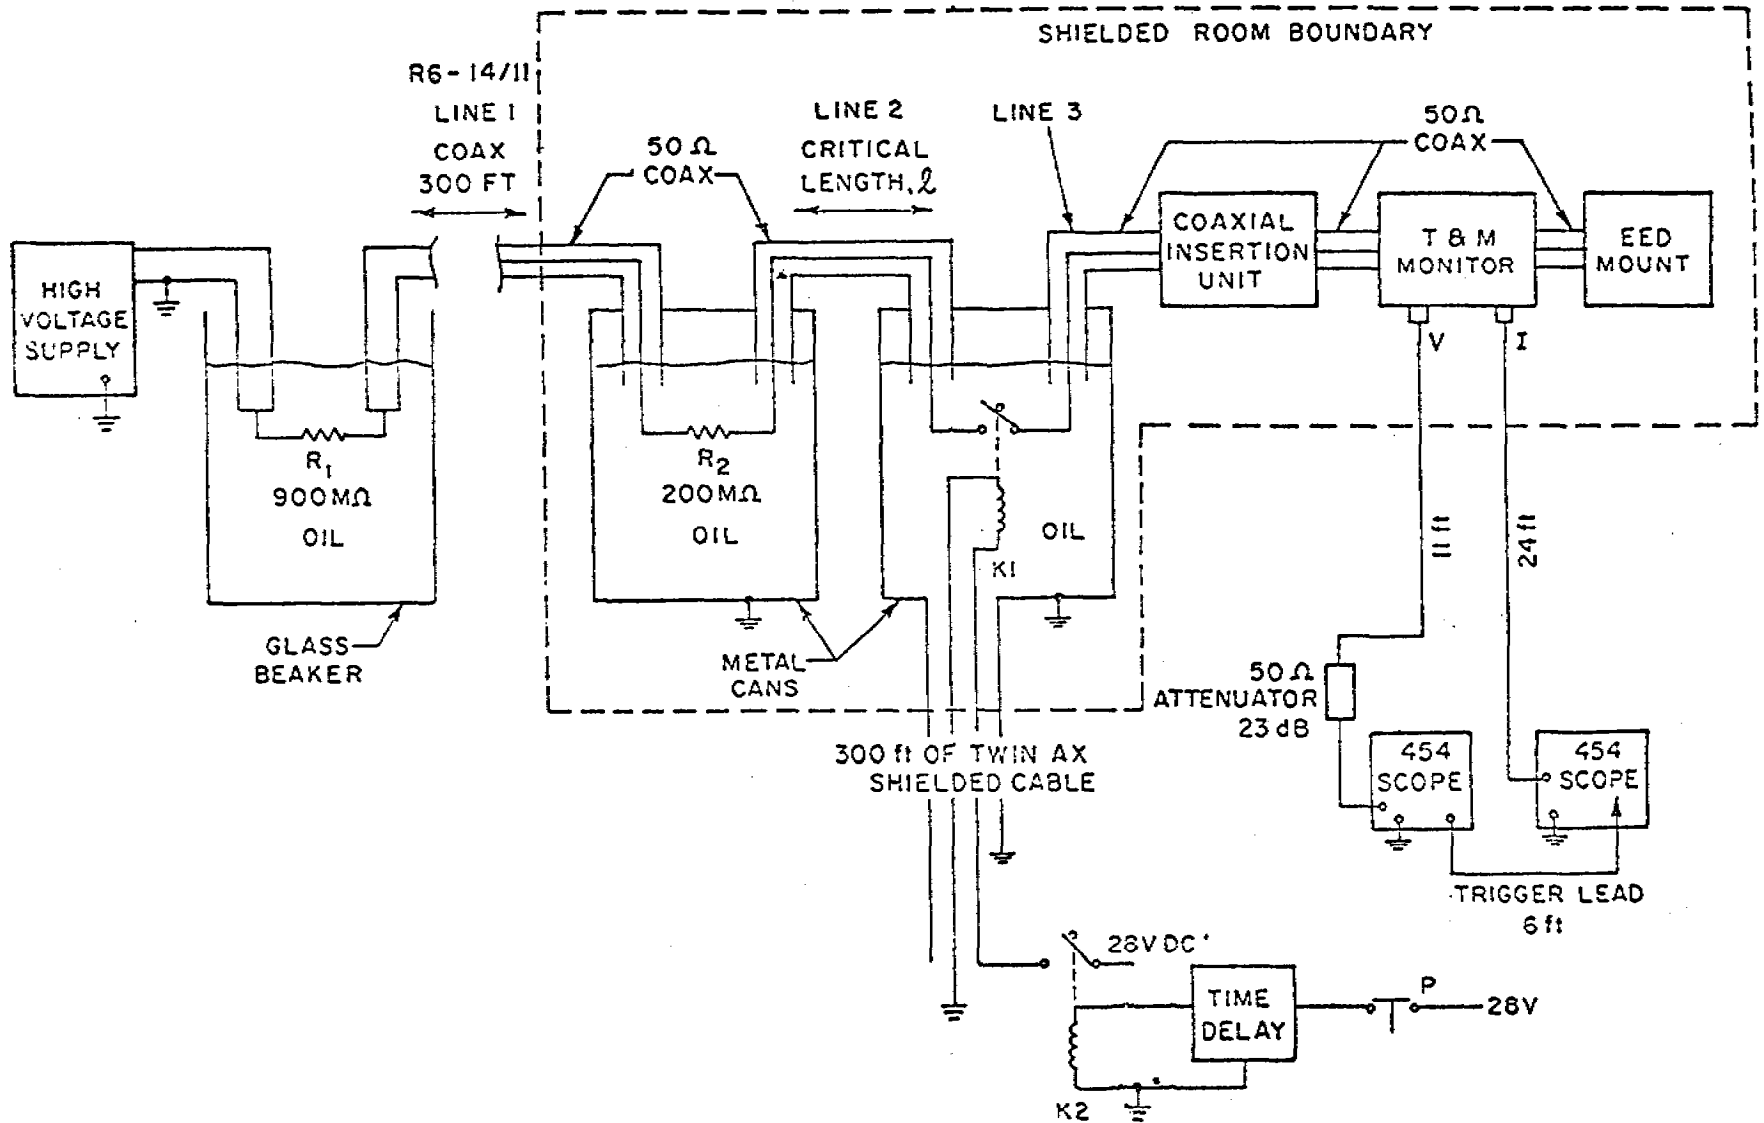 SHIELDED ROOM BOUNDARY
R6-14/11
LINE 1
COAX
300 FT
50Ω
COAX
LINE 2
CRITICAL
LENGTH, ℓ
LINE 3
50Ω
COAX
HIGH
VOLTAGE
SUPPLY
COAXIAL
INSERTION
UNIT
T & M
MONITOR
EED
MOUNT
V
I
R1
900MΩ
OIL
R2
200MΩ
OIL
OIL
K1
11 ft
24 ft
GLASS
BEAKER
METAL
CANS
50Ω
ATTENUATOR
23 dB
300 ft OF TWIN AX
SHIELDED CABLE
454
SCOPE
454
SCOPE
TRIGGER LEAD
6 ft
28V DC
TIME
DELAY
P
28V
K2